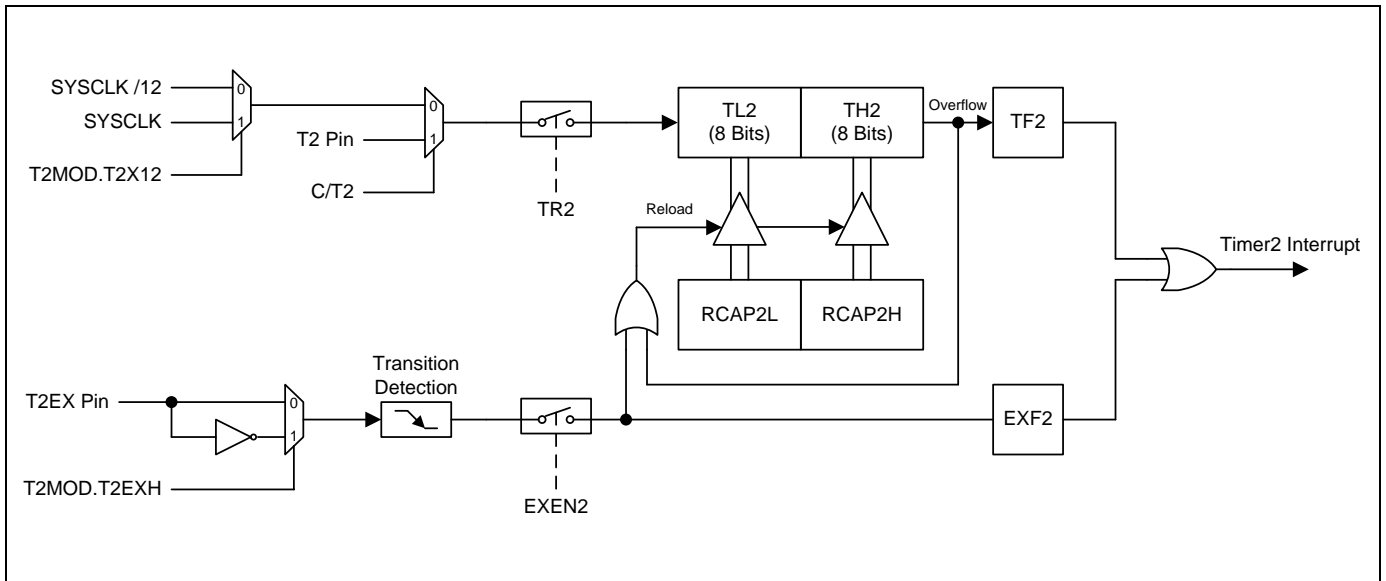 SYSCLK /12
0
SYSCLK
1
T2MOD.T2X12
0
T2 Pin
1
C/T2
TR2
TL2
(8 Bits)
TH2
(8 Bits)
Overflow
TF2
Reload
RCAP2L
RCAP2H
Timer2 Interrupt
Transition
Detection
T2EX Pin
0
1
T2MOD.T2EXH
EXEN2
EXF2